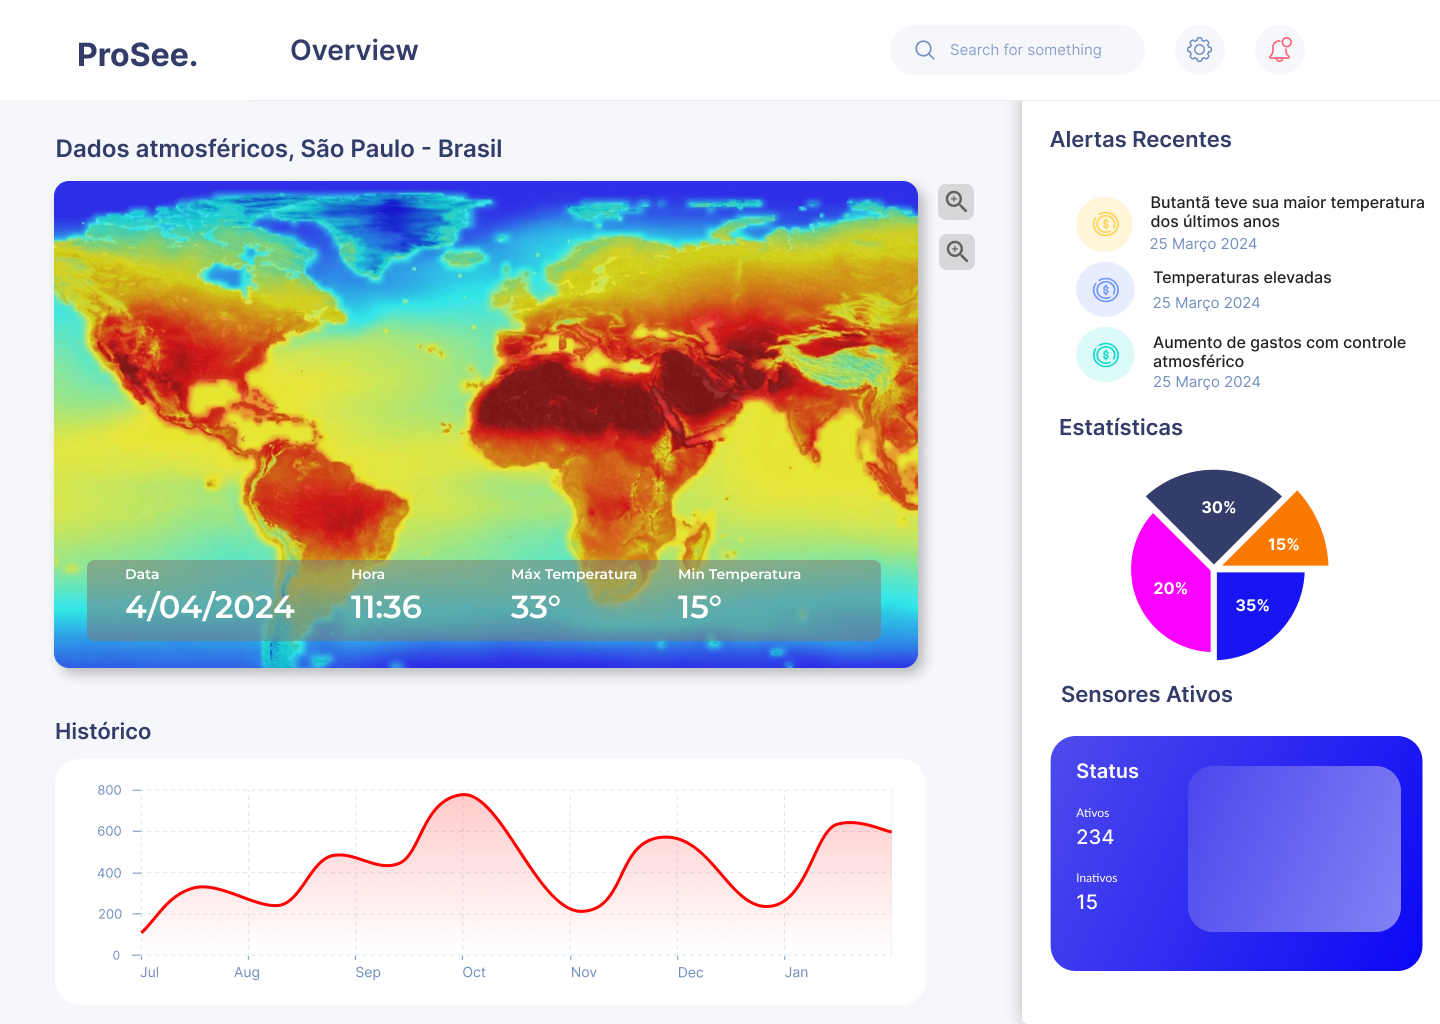 ProSee.
Overview
Search for something
Dados atmosféricos, São Paulo - Brasil
Data
Hora
Máx Temperatura
Min Temperatura
4/04/2024
11:36
33°
15°
Histórico
800
600
400
200
0
Jul
Aug
Sep
Oct
Nov
Dec
Jan
Alertas Recentes
Butantã teve sua maior temperatura
dos últimos anos
25 Março 2024
Temperaturas elevadas
25 Março 2024
Aumento de gastos com controle
atmosférico
25 Março 2024
Estatísticas
30%
15%
20%
35%
Sensores Ativos
Status
Ativos
234
Inativos
15